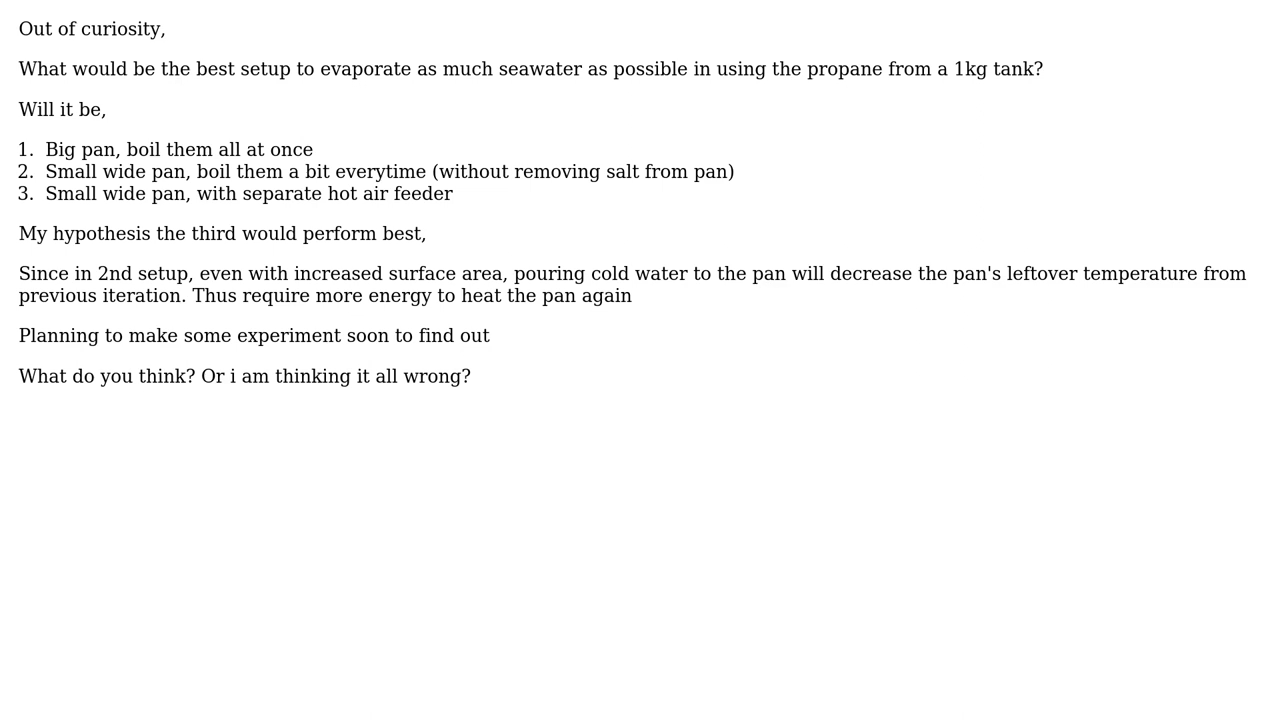 Out of curiosity,
What would be the best setup to evaporate as much seawater as possible in using the propane from a 1kg tank?
Will it be,
1. Big pan, boil them all at once
2. Small wide pan, boil them a bit everytime (without removing salt from pan)
3. Small wide pan, with separate hot air feeder
My hypothesis the third would perform best,
Since in 2nd setup, even with increased surface area, pouring cold water to the pan will decrease the pan's leftover temperature from
previous iteration. Thus require more energy to heat the pan again
Planning to make some experiment soon to find out
What do you think? Or i am thinking it all wrong?